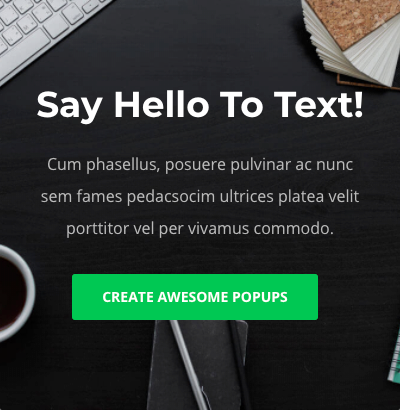 Say Hello To Text!
Cum phasellus, posuere pulvinar ac nunc
sem fames pedacsocim ultrices platea velit
porttitor vel per vivamus commodo.
CREATE AWESOME POPUPS